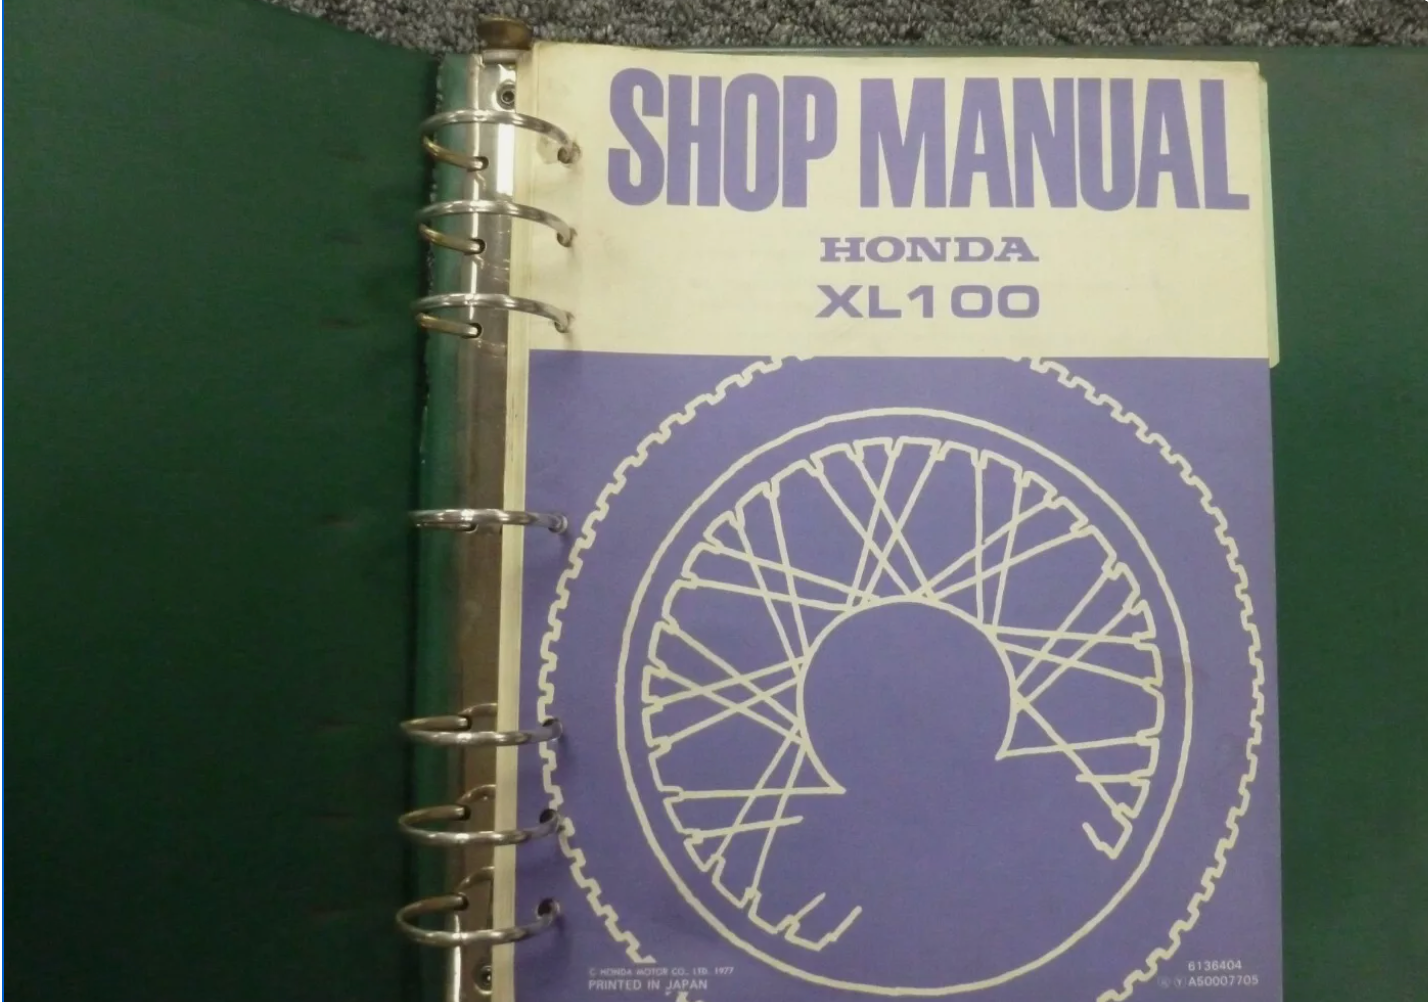 SHOP MANUAL
HONDA
XL100
© HONDA MOTOR CO., LTD. 1977
PRINTED IN JAPAN
6136404
A50007705